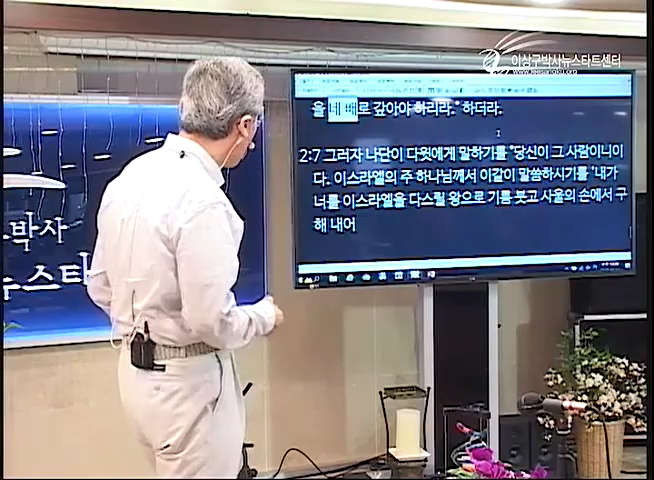 이상구박사뉴스타트센터
을 네 배로 갚아야 하리라." 하더라.
2:7 그러자 나단이 다윗에게 말하기를 "당신이 그 사람이니이
다. 이스라엘의 주 하나님께서 이같이 말씀하시기를 '내가
너를 이스라엘을 다스릴 왕으로 기름 붓고 사울의 손에서 구
해 내어
박사
뉴스타